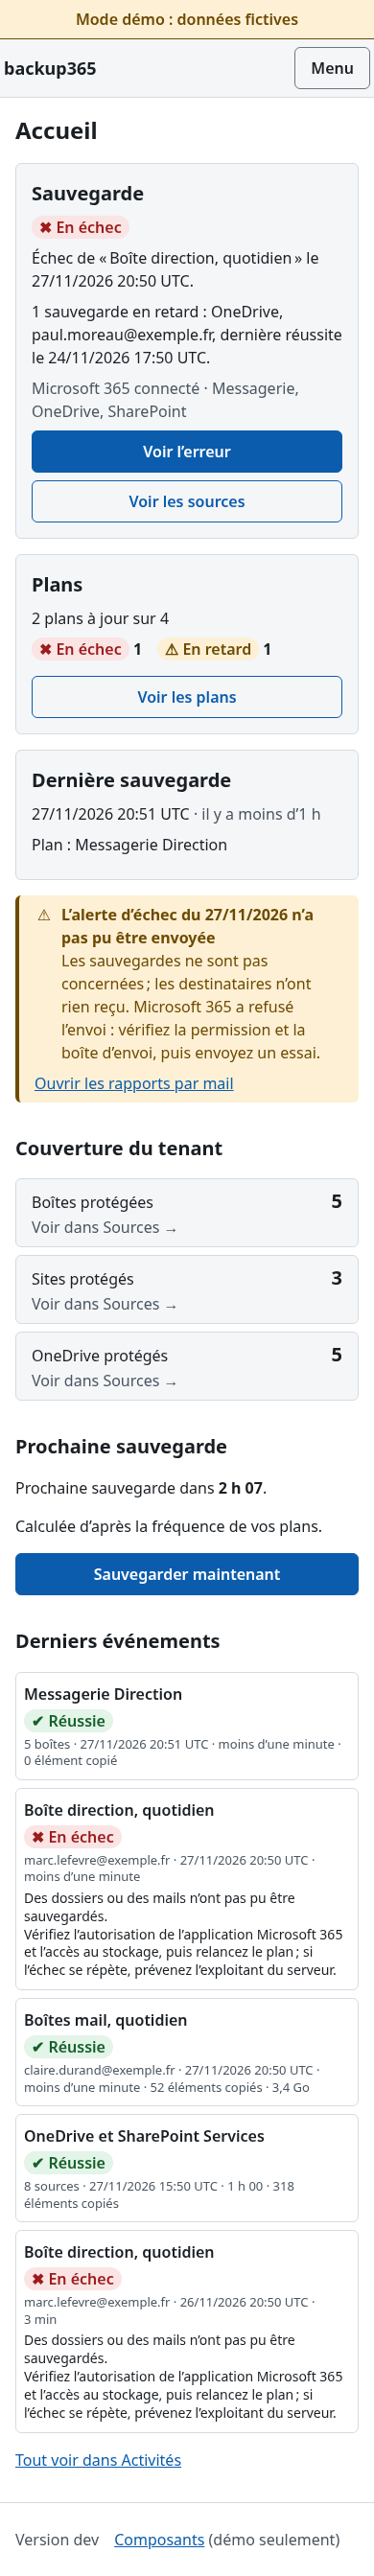 Mode démo : données fictives
backup365
Menu
Accueil
Sauvegarde
✖ En échec
Échec de « Boîte direction, quotidien » le
27/11/2026 à 20:50 UTC.
1 sauvegarde en retard : OneDrive,
paul.moreau@exemple.fr, dernière réussite
le 24/11/2026 17:50 UTC.
Microsoft 365 connecté · Messagerie,
OneDrive, SharePoint
Voir l’erreur
Voir les sources
Plans
2 plans à jour sur 4
✖ En échec 1 ⚠ En retard 1
Voir les plans
Dernière sauvegarde
27/11/2026 20:51 UTC · il y a moins d’1 h
Plan : Messagerie Direction
⚠ L’alerte d’échec du 27/11/2026 n’a
pas pu être envoyée
Les sauvegardes ne sont pas
concernées ; les destinataires n’ont
rien reçu. Microsoft 365 a refusé
l’envoi : vérifiez la permission et la
boîte d’envoi, puis envoyez un essai.
Ouvrir les rapports par mail
Couverture du tenant
Boîtes protégées 5
Voir dans Sources →
Sites protégés 3
Voir dans Sources →
OneDrive protégés 5
Voir dans Sources →
Prochaine sauvegarde
Prochaine sauvegarde dans 2 h 07.
Calculée d’après la fréquence de vos plans.
Sauvegarder maintenant
Derniers événements
Messagerie Direction
✔ Réussie
5 boîtes · 27/11/2026 20:51 UTC · moins d’une minute ·
0 élément copié
Boîte direction, quotidien
✖ En échec
marc.lefevre@exemple.fr · 27/11/2026 20:50 UTC ·
moins d’une minute
Des dossiers ou des mails n’ont pas pu être
sauvegardés.
Vérifiez l’autorisation de l’application Microsoft 365
et l’accès au stockage, puis relancez le plan ; si
l’échec se répète, prévenez l’exploitant du serveur.
Boîtes mail, quotidien
✔ Réussie
claire.durand@exemple.fr · 27/11/2026 20:50 UTC ·
moins d’une minute · 52 éléments copiés · 3,4 Go
OneDrive et SharePoint Services
✔ Réussie
8 sources · 27/11/2026 15:50 UTC · 1 h 00 · 318
éléments copiés
Boîte direction, quotidien
✖ En échec
marc.lefevre@exemple.fr · 26/11/2026 20:50 UTC ·
3 min
Des dossiers ou des mails n’ont pas pu être
sauvegardés.
Vérifiez l’autorisation de l’application Microsoft 365
et l’accès au stockage, puis relancez le plan ; si
l’échec se répète, prévenez l’exploitant du serveur.
Tout voir dans Activités
Version dev Composants (démo seulement)